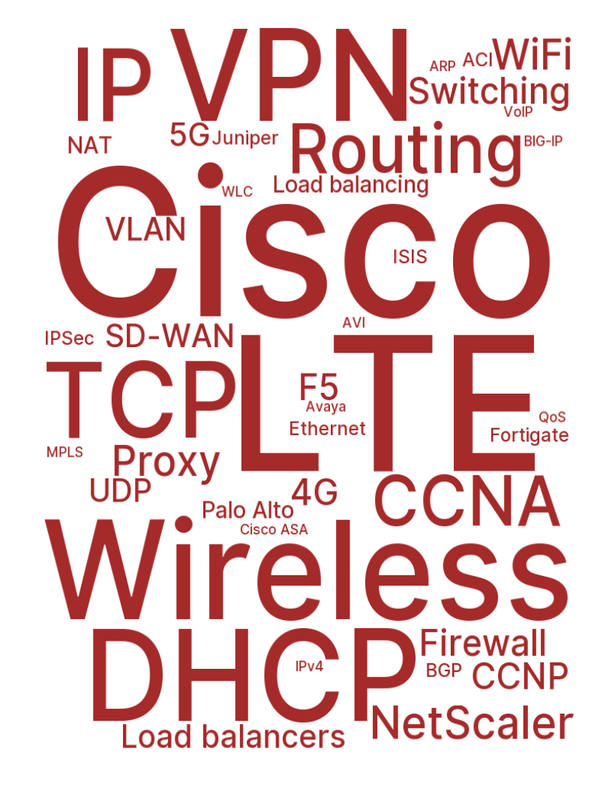 IP
VPN
ARP
ACI
WiFi
Switching
VoIP
NAT
5G
Juniper
Routing
BIG-IP
WLC
Load balancing
Cisco
VLAN
ISIS
AVI
IPSec
SD-WAN
TCP
LTE
F5
Avaya
Ethernet
QoS
Fortigate
MPLS
Proxy
UDP
4G
CCNA
Palo Alto
Cisco ASA
Wireless
DHCP
IPv4
Firewall
BGP
CCNP
NetScaler
Load balancers